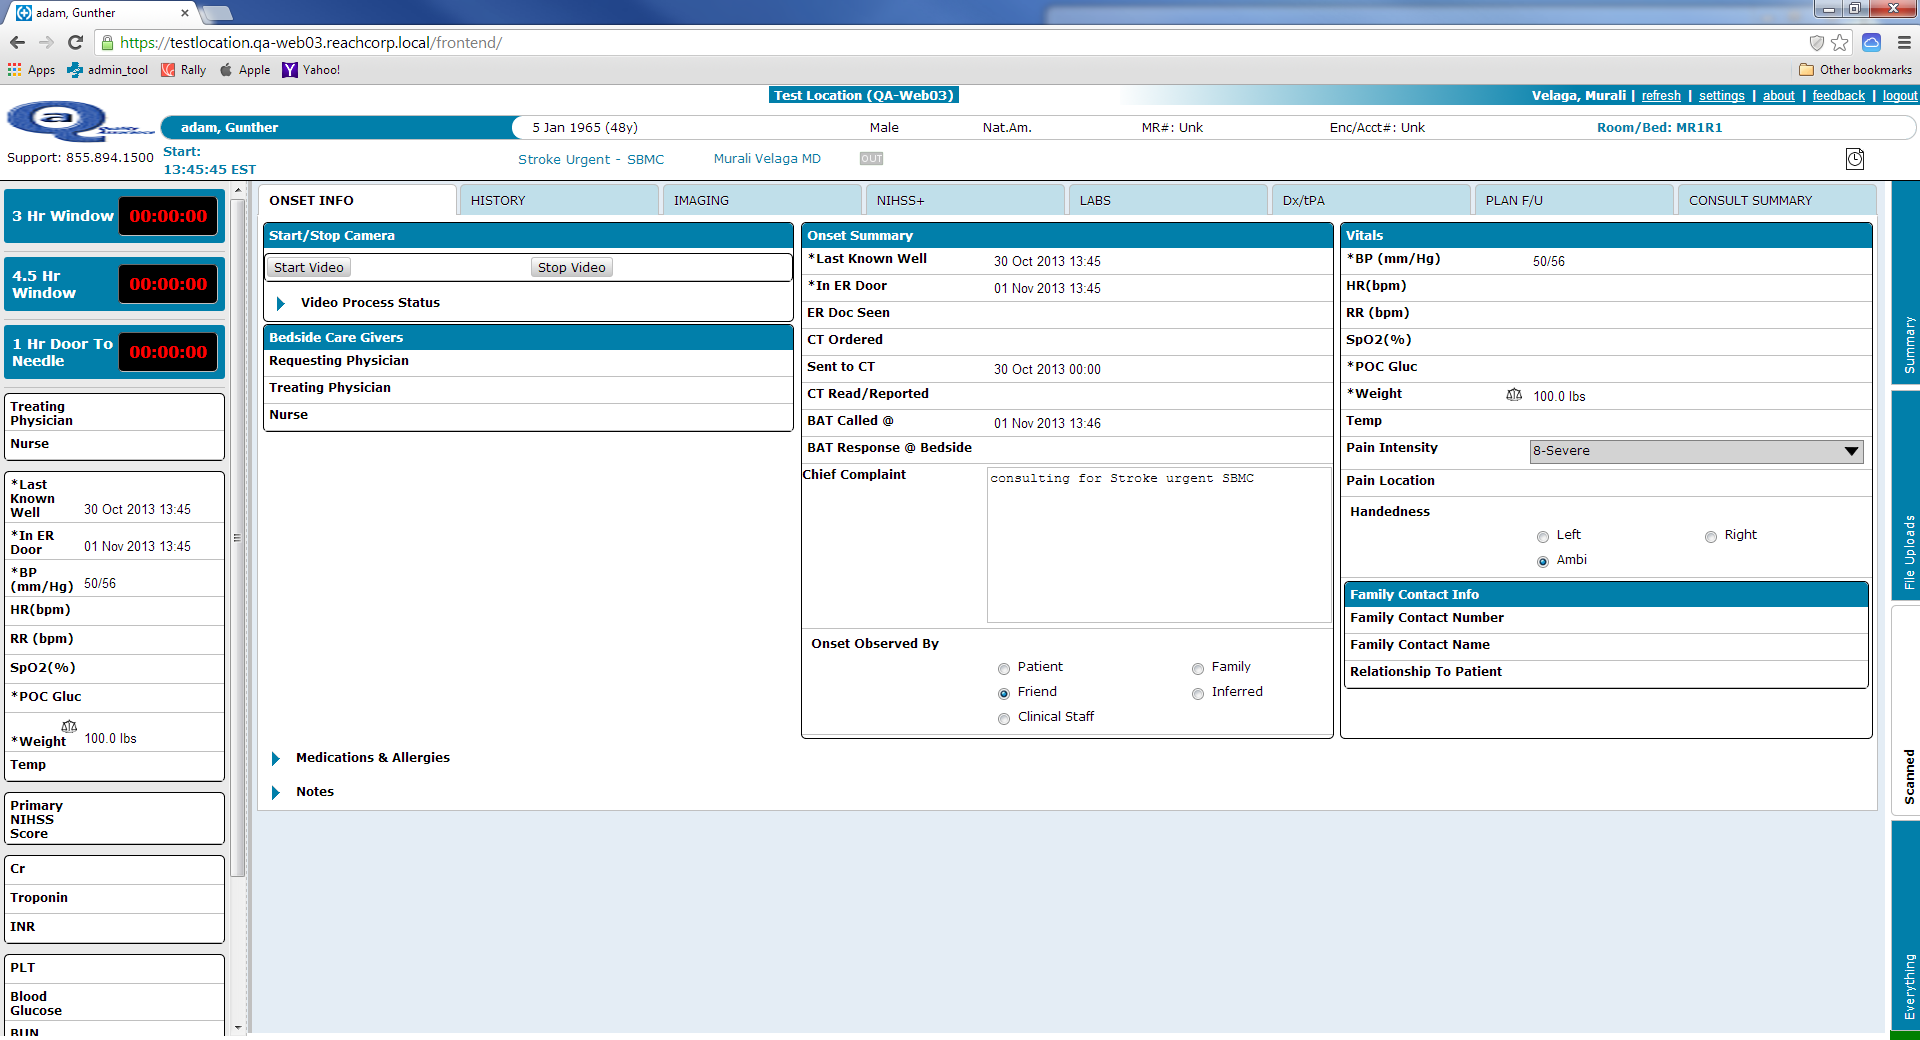 adam, Gunther
https://testlocation.qa-web03.reachcorp.local/frontend/
Apps admin_tool Rally Apple Yahoo! Other bookmarks
Test Location (QA-Web03) Velaga, Murali | refresh | settings | about | feedback | logout
a Quality Assurance
adam, Gunther 5 Jan 1965 (48y) Male Nat.Am. MR#: Unk Enc/Acct#: Unk Room/Bed: MR1R1
Support: 855.894.1500
Start:
13:45:45 EST
Stroke Urgent - SBMC Murali Velaga MD OUT
3 Hr Window 00:00:00
4.5 Hr
Window
00:00:00
1 Hr Door To
Needle
00:00:00
Treating
Physician
Nurse
*Last
Known
Well
30 Oct 2013 13:45
*In ER
Door
01 Nov 2013 13:45
*BP
(mm/Hg)
50/56
HR(bpm)
RR (bpm)
SpO2(%)
*POC Gluc
*Weight 100.0 lbs
Temp
Primary
NIHSS
Score
Cr
Troponin
INR
PLT
Blood
Glucose
BUN
ONSET INFO HISTORY IMAGING NIHSS+ LABS Dx/tPA PLAN F/U CONSULT SUMMARY
Start/Stop Camera
Start Video Stop Video
Video Process Status
Bedside Care Givers
Requesting Physician
Treating Physician
Nurse
Onset Summary
*Last Known Well 30 Oct 2013 13:45
*In ER Door 01 Nov 2013 13:45
ER Doc Seen
CT Ordered
Sent to CT 30 Oct 2013 00:00
CT Read/Reported
BAT Called @ 01 Nov 2013 13:46
BAT Response @ Bedside
Chief Complaint consulting for Stroke urgent SBMC
Onset Observed By
Patient Family
Friend Inferred
Clinical Staff
Vitals
*BP (mm/Hg) 50/56
HR(bpm)
RR (bpm)
SpO2(%)
*POC Gluc
*Weight 100.0 lbs
Temp
Pain Intensity 8-Severe
Pain Location
Handedness
Left Right
Ambi
Family Contact Info
Family Contact Number
Family Contact Name
Relationship To Patient
Medications & Allergies
Notes
Summary
File Uploads
Scanned
Everything